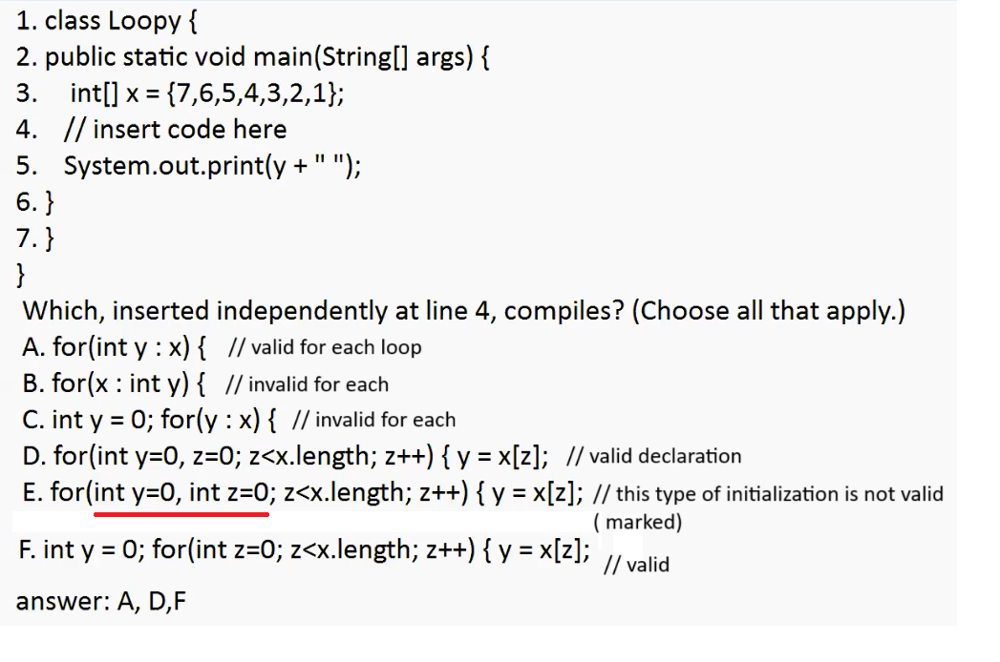 1. class Loopy {
2. public static void main(String[] args) {
3. int[] x = {7,6,5,4,3,2,1};
4. // insert code here
5. System.out.print(y + " ");
6. }
7. }
}
Which, inserted independently at line 4, compiles? (Choose all that apply.)
A. for(int y : x) { // valid for each loop
B. for(x : int y) { // invalid for each
C. int y = 0; for(y : x) { // invalid for each
D. for(int y=0, z=0; z<x.length; z++) { y = x[z]; // valid declaration
E. for(int y=0, int z=0; z<x.length; z++) { y = x[z]; // this type of initialization is not valid
( marked)
F. int y = 0; for(int z=0; z<x.length; z++) { y = x[z];
// valid
answer: A, D,F